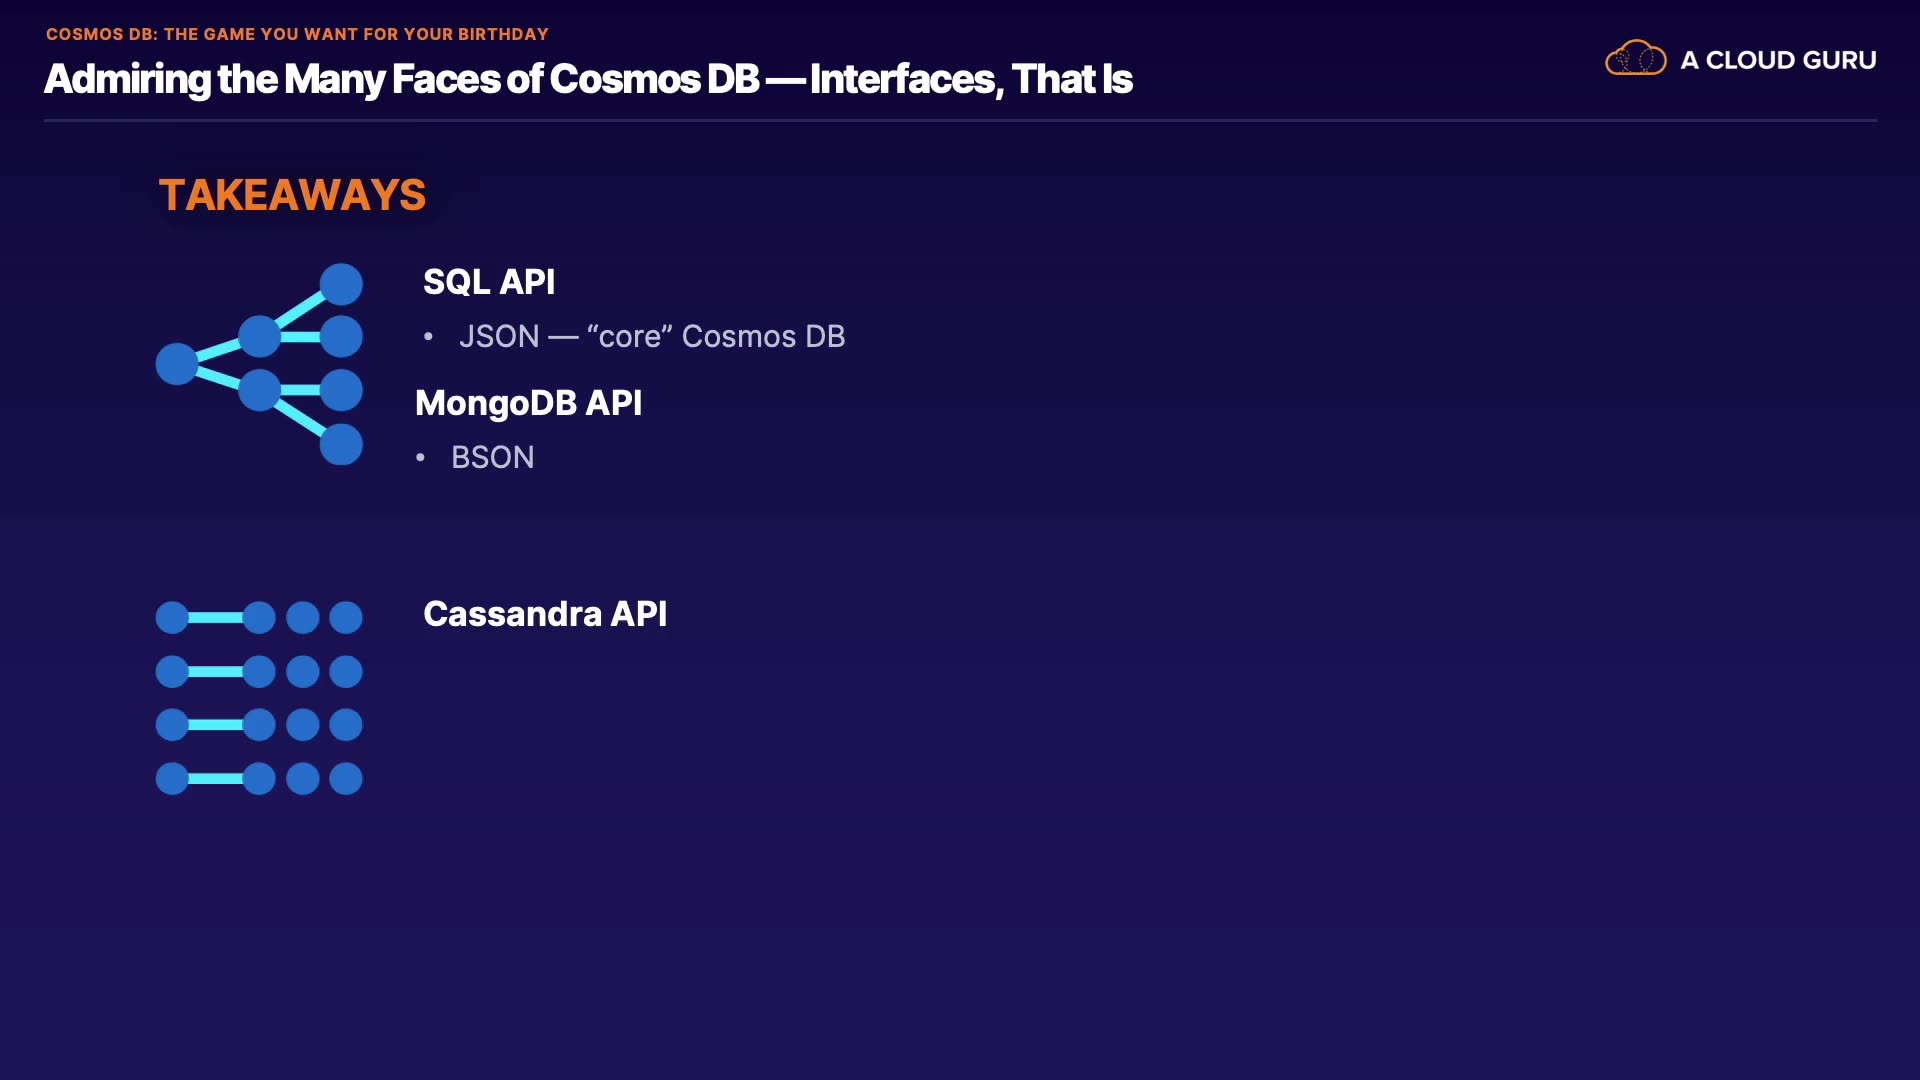 COSMOS DB: THE GAME YOU WANT FOR YOUR BIRTHDAY
Admiring the Many Faces of Cosmos DB — Interfaces, That Is
A CLOUD GURU
TAKEAWAYS
SQL API
• JSON — “core” Cosmos DB
MongoDB API
• BSON
Cassandra API